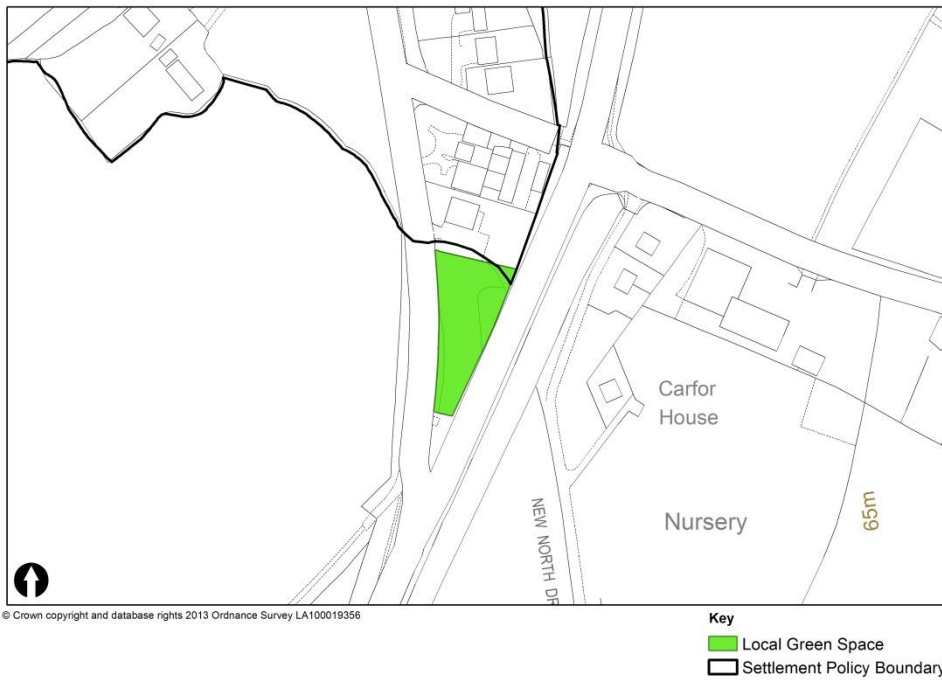 Carfor
House
Nursery
NEW NORTH DR
65m
© Crown copyright and database rights 2013 Ordnance Survey LA100019356
Key
Local Green Space
Settlement Policy Boundary